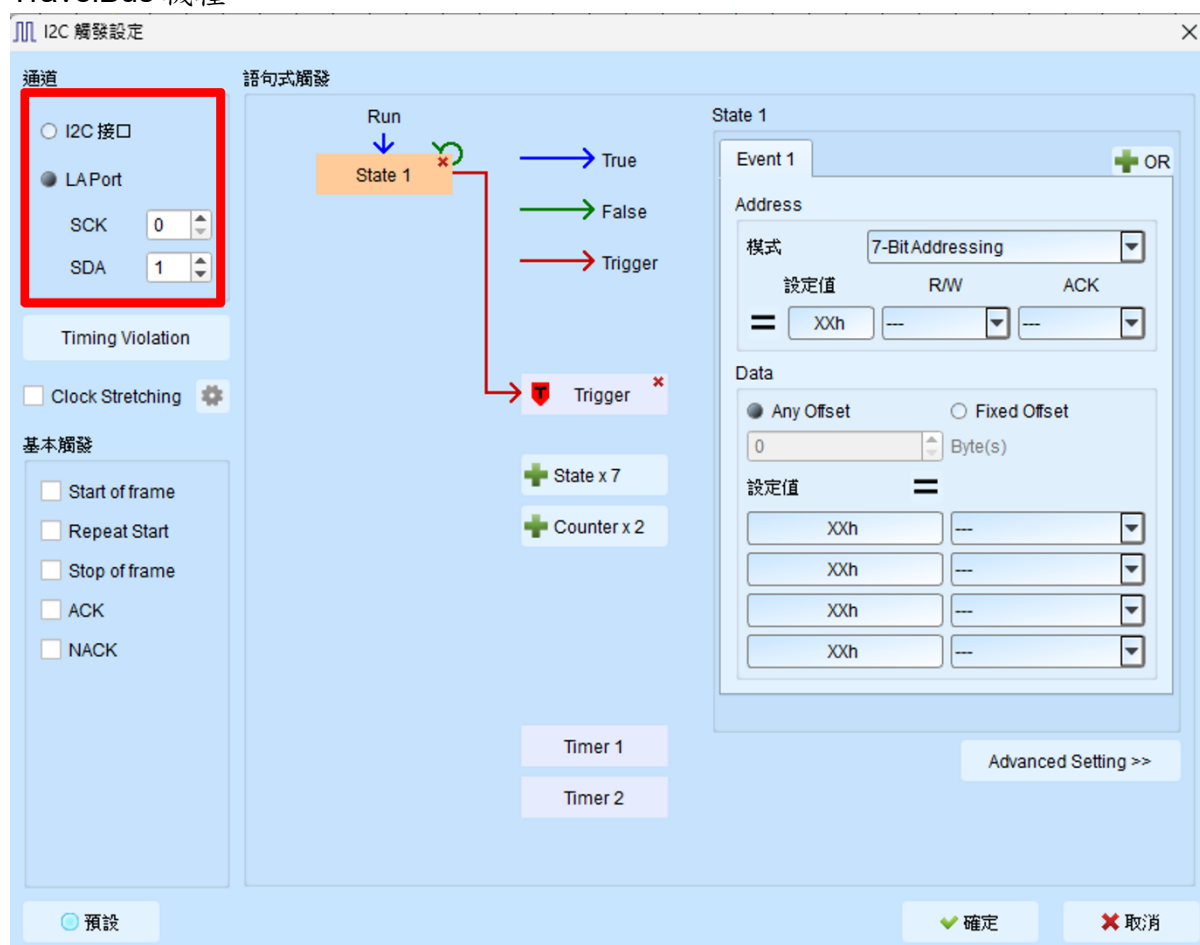 TravelBus 機種
I2C 觸發設定
通道
I2C 接口
LA Port
SCK 0
SDA 1
Timing Violation
Clock Stretching
基本觸發
Start of frame
Repeat Start
Stop of frame
ACK
NACK
語句式觸發
Run
State 1
True
False
Trigger
T Trigger
State x 7
Counter x 2
Timer 1
Timer 2
State 1
Event 1
OR
Address
模式 7-Bit Addressing
設定值 R/W ACK
= XXh --- ---
Data
Any Offset Fixed Offset
0 Byte(s)
設定值 =
XXh ---
XXh ---
XXh ---
XXh ---
Advanced Setting >>
預設
確定
取消